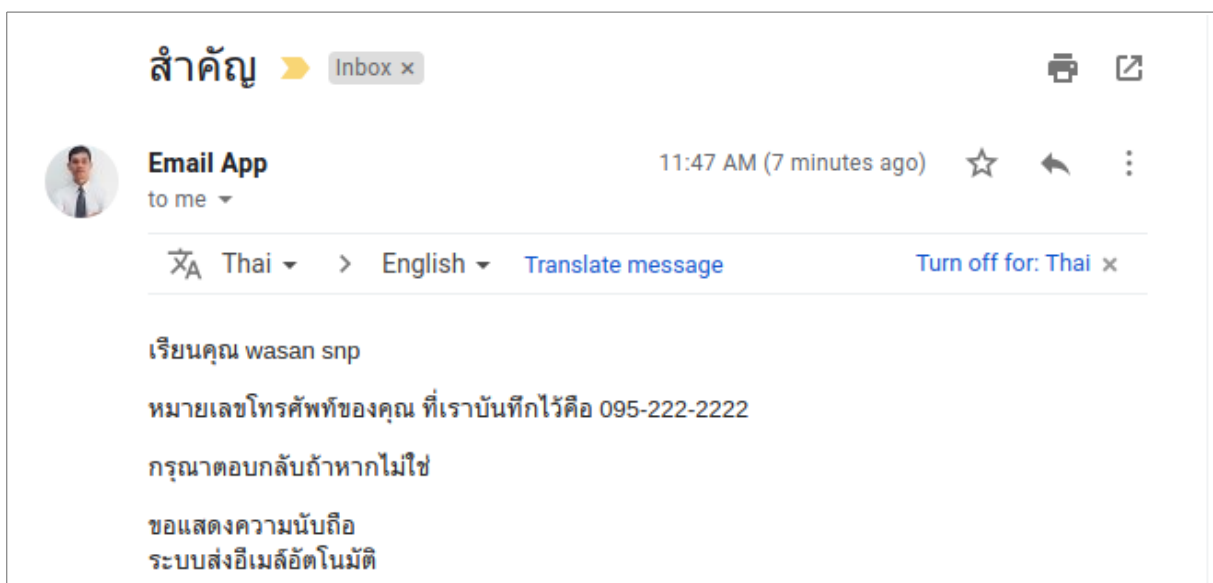 สำคัญ Inbox ×
Email App 11:47 AM (7 minutes ago)
to me
Thai > English Translate message Turn off for: Thai ×
เรียนคุณ wasan snp
หมายเลขโทรศัพท์ของคุณ ที่เราบันทึกไว้คือ 095-222-2222
กรุณาตอบกลับถ้าหากไม่ใช่
ขอแสดงความนับถือ
ระบบส่งอีเมล์อัตโนมัติ